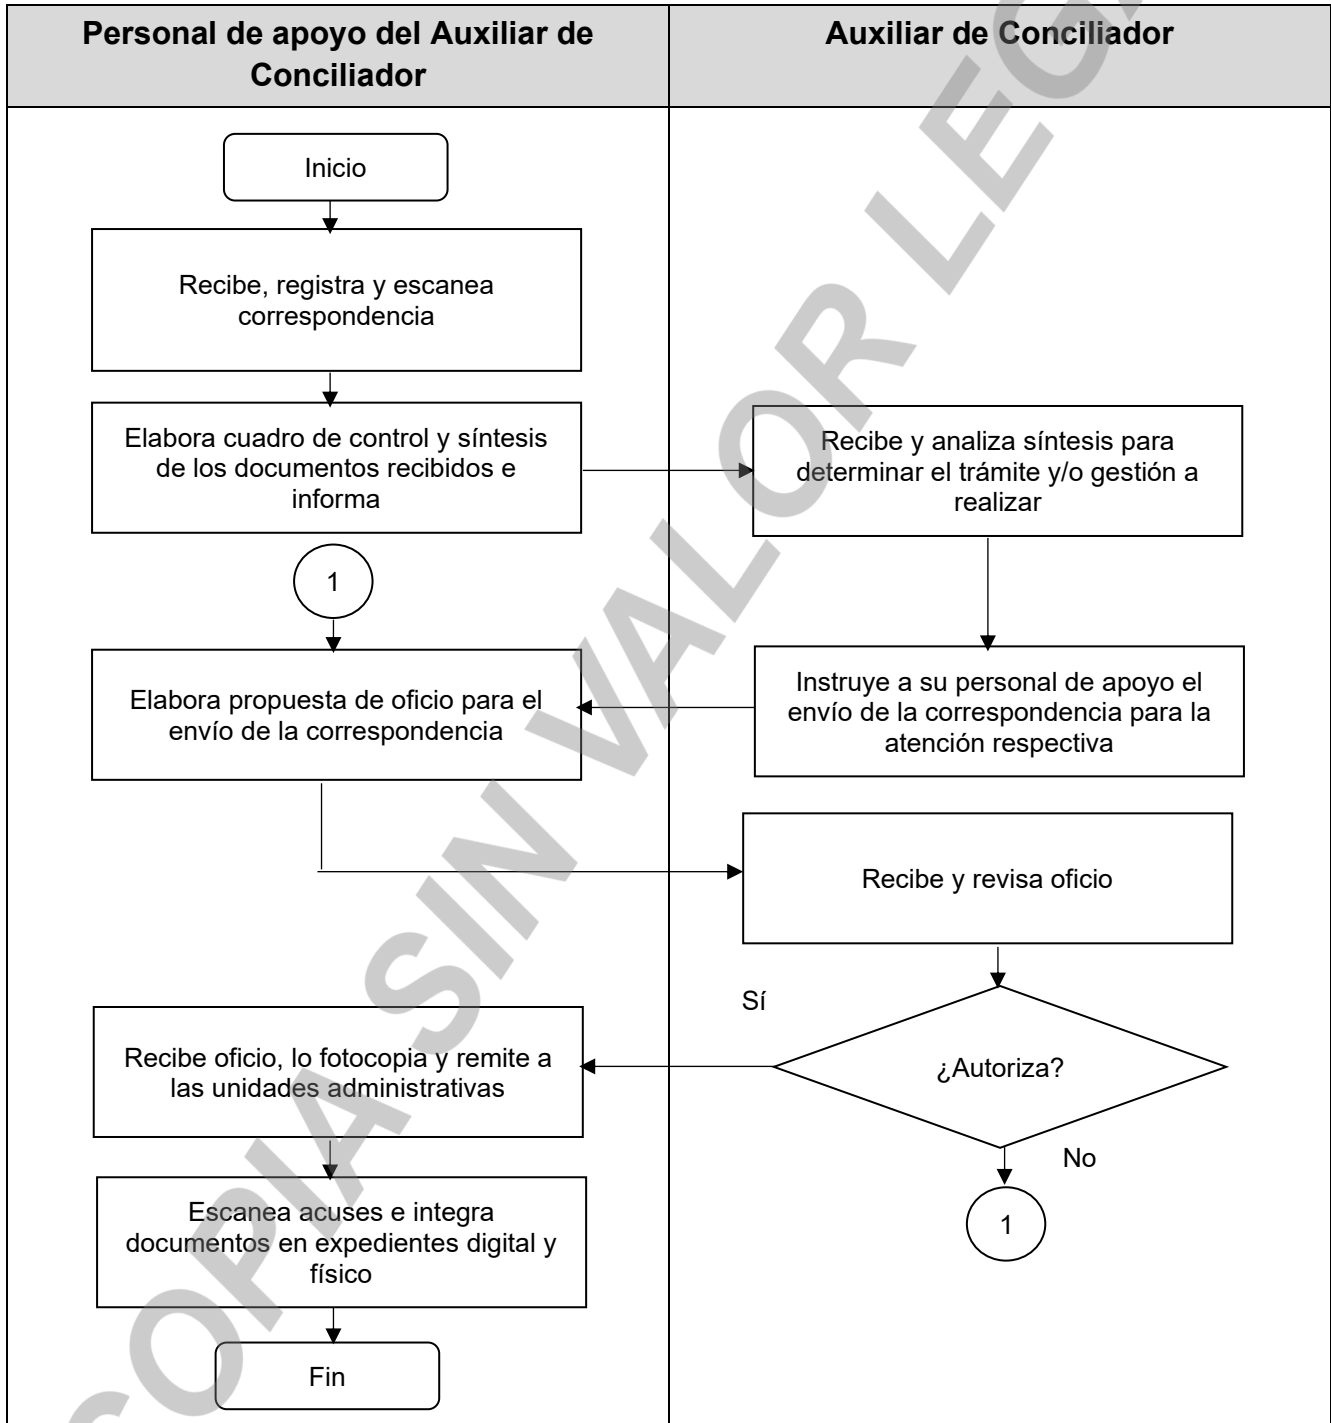 Personal de apoyo del Auxiliar de
Conciliador
Auxiliar de Conciliador
Inicio
Recibe, registra y escanea
correspondencia
Elabora cuadro de control y síntesis
de los documentos recibidos e
informa
Recibe y analiza síntesis para
determinar el trámite y/o gestión a
realizar
1
Elabora propuesta de oficio para el
envío de la correspondencia
Instruye a su personal de apoyo el
envío de la correspondencia para la
atención respectiva
Recibe y revisa oficio
Sí
¿Autoriza?
Recibe oficio, lo fotocopia y remite a
las unidades administrativas
No
1
Escanea acuses e integra
documentos en expedientes digital y
físico
Fin
COPIA SIN VALOR LEGA